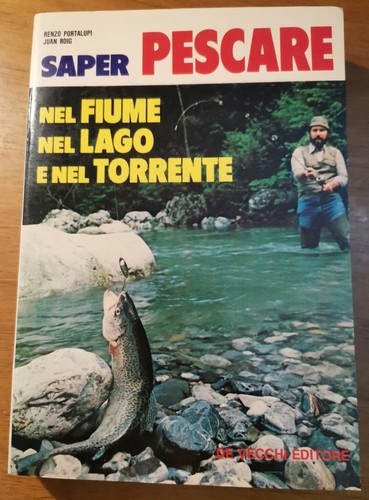 RENZO PORTALUPI
JUAN ROIG
SAPER PESCARE
NEL FIUME
NEL LAGO
E NEL TORRENTE
DE VECCHI EDITORE